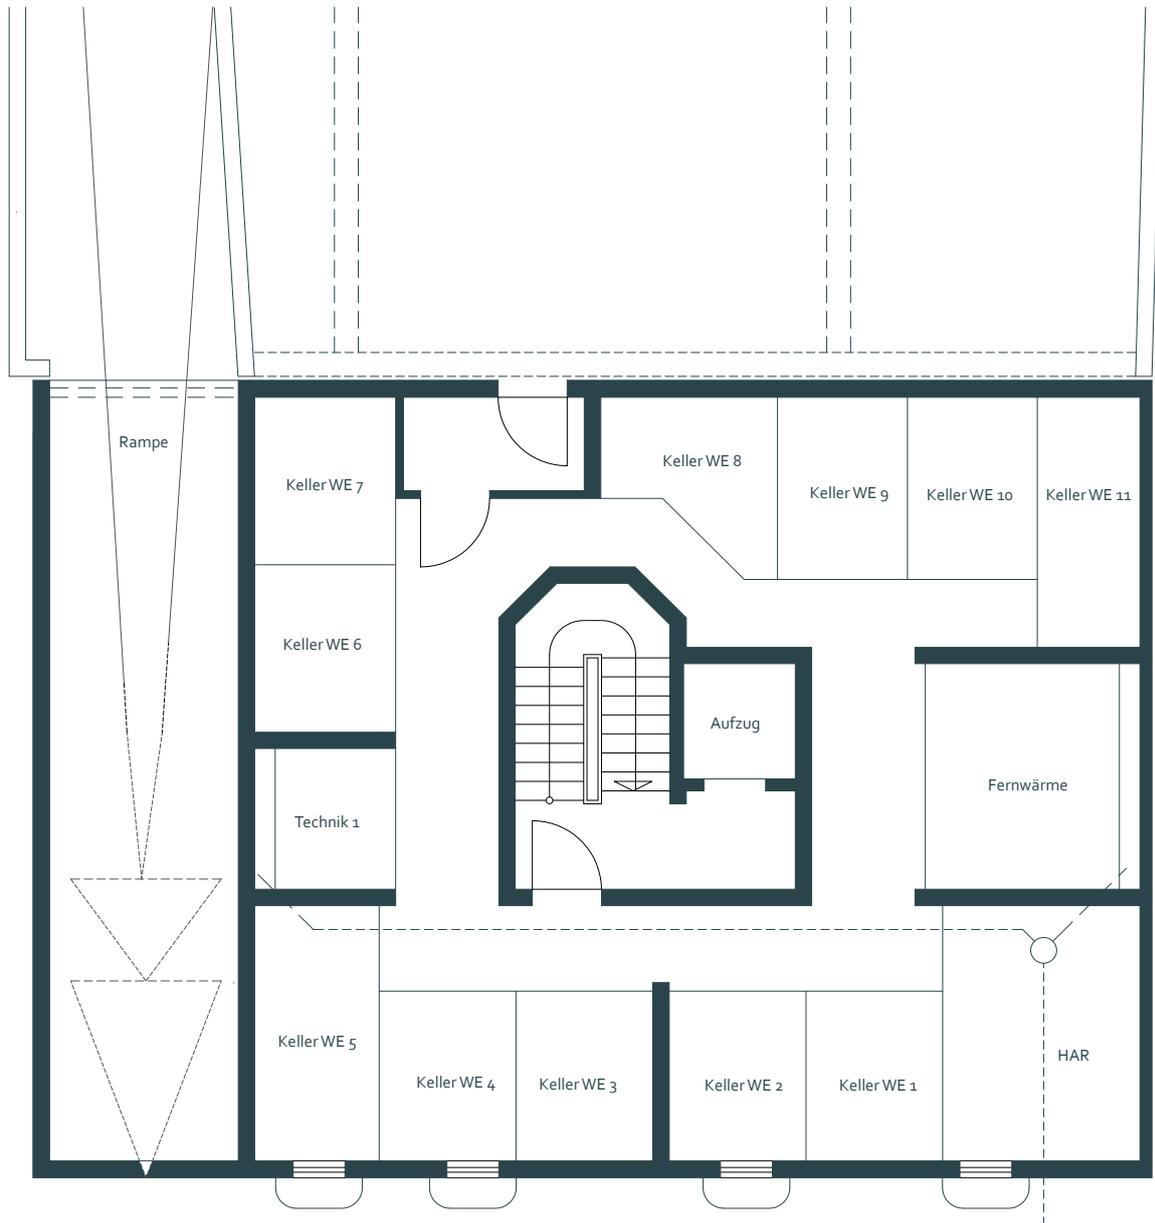 Rampe
Keller WE 7
Keller WE 8
Keller WE 9
Keller WE 10
Keller WE 11
Keller WE 6
Aufzug
Fernwärme
Technik 1
Keller WE 5
Keller WE 4
Keller WE 3
Keller WE 2
Keller WE 1
HAR